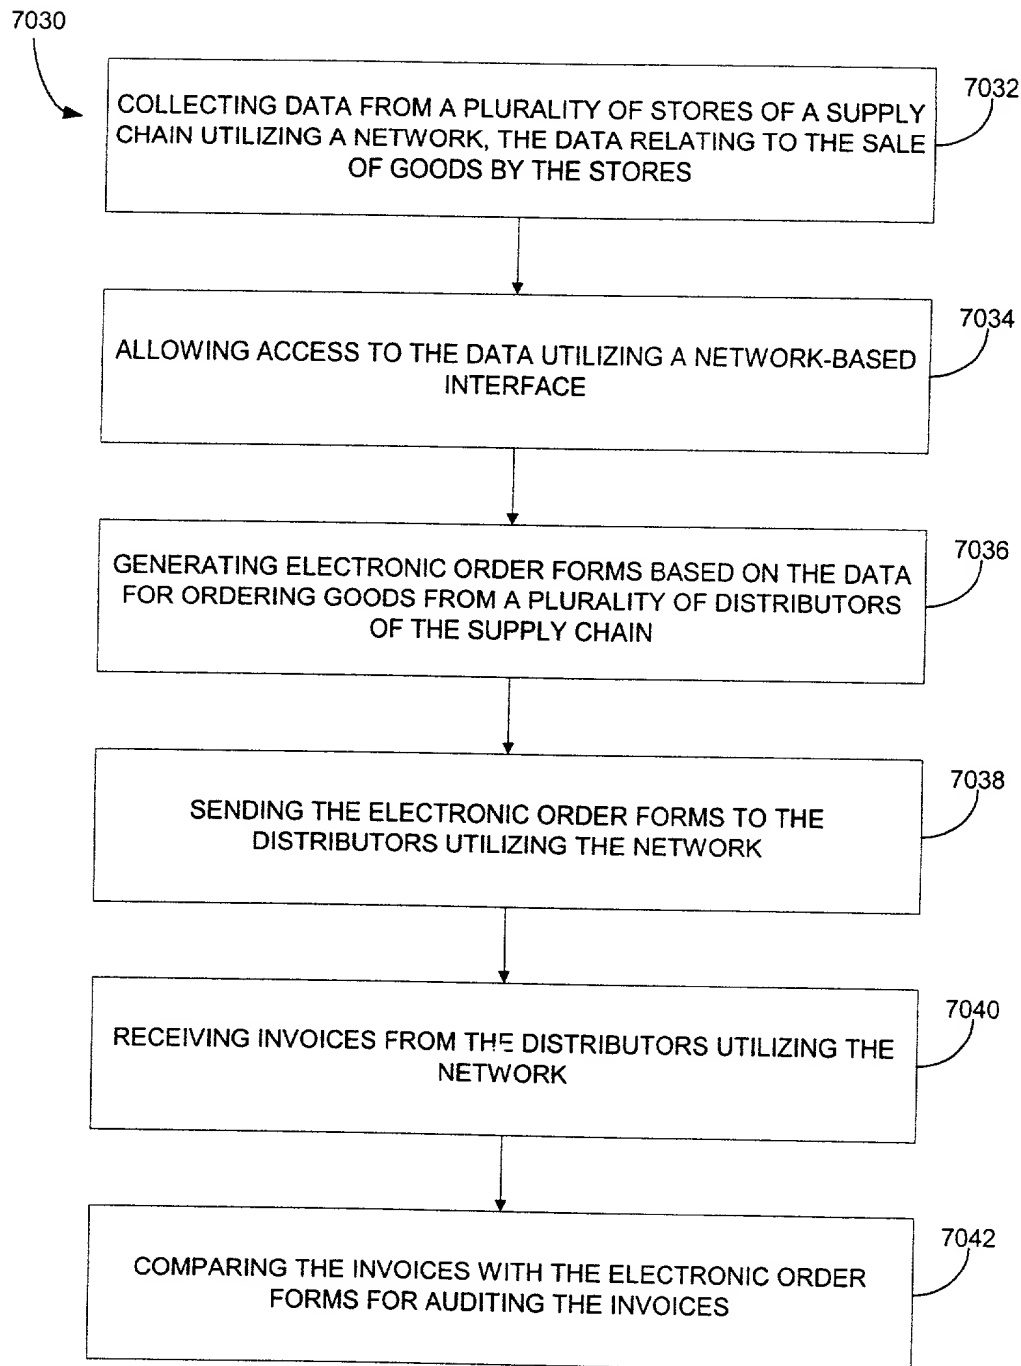 7030
7032
COLLECTING DATA FROM A PLURALITY OF STORES OF A SUPPLY
CHAIN UTILIZING A NETWORK, THE DATA RELATING TO THE SALE
OF GOODS BY THE STORES
7034
ALLOWING ACCESS TO THE DATA UTILIZING A NETWORK-BASED
INTERFACE
7036
GENERATING ELECTRONIC ORDER FORMS BASED ON THE DATA
FOR ORDERING GOODS FROM A PLURALITY OF DISTRIBUTORS
OF THE SUPPLY CHAIN
7038
SENDING THE ELECTRONIC ORDER FORMS TO THE
DISTRIBUTORS UTILIZING THE NETWORK
7040
RECEIVING INVOICES FROM THE DISTRIBUTORS UTILIZING THE
NETWORK
7042
COMPARING THE INVOICES WITH THE ELECTRONIC ORDER
FORMS FOR AUDITING THE INVOICES